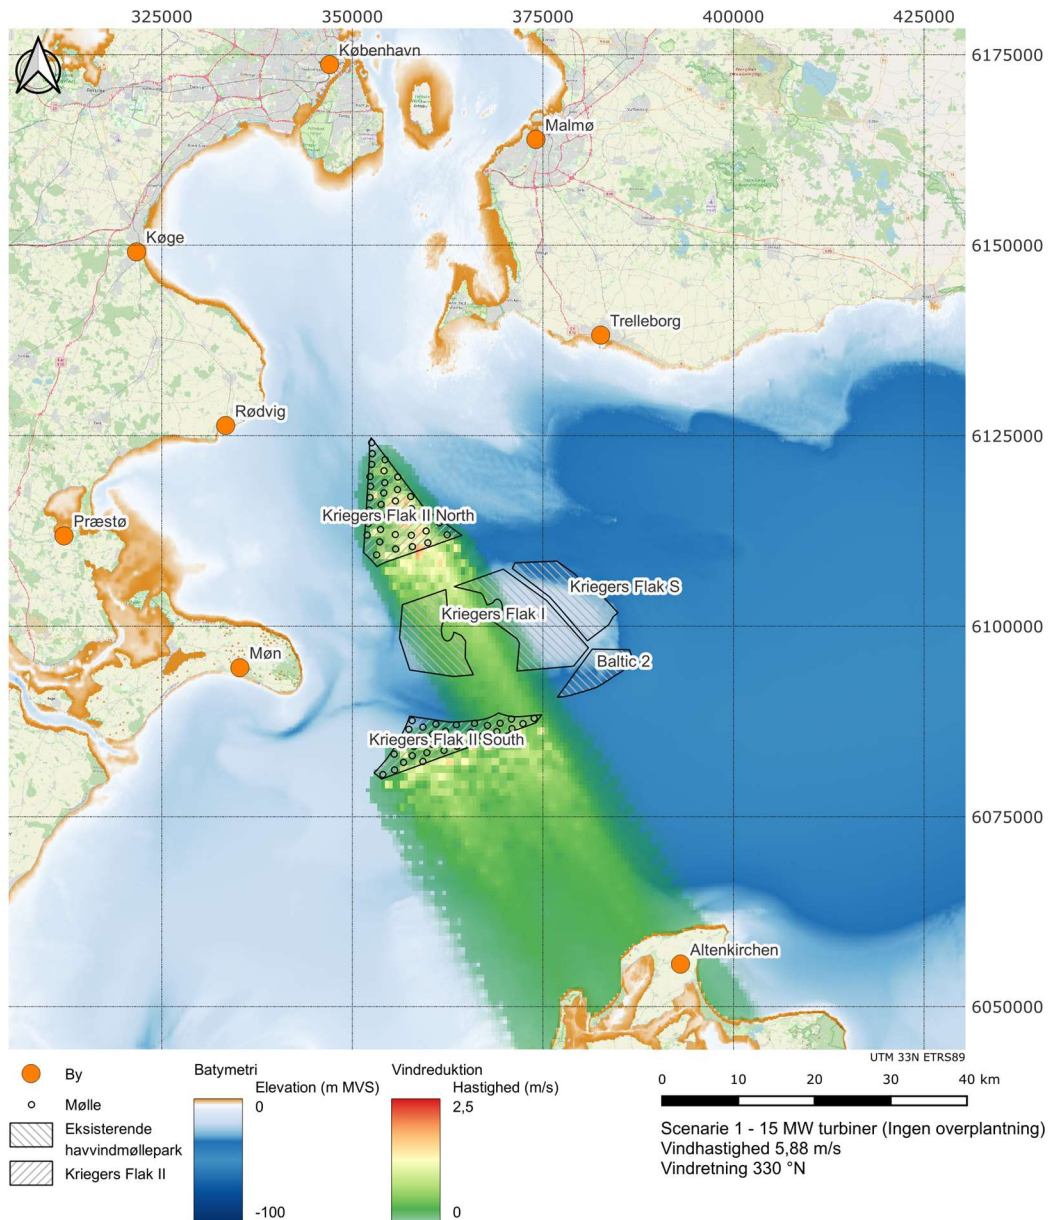 325000 350000 375000 400000 425000
København
6175000
Malmø
Køge
6150000
Trelleborg
Rødvig
6125000
Kriegers Flak II North
Præstø
Kriegers Flak S
Kriegers Flak I
6100000
Møn
Baltic 2
Kriegers Flak II South
6075000
Altenkirchen
6050000
UTM 33N ETRS89
By
Mølle
Eksisterende
havvindmøllepark
Kriegers Flak II
Batymetri
Elevation (m MVS)
0
-100
Vindreduktion
Hastighed (m/s)
2,5
0
0 10 20 30 40 km
Scenarie 1 - 15 MW turbiner (Ingen overplantning)
Vindhastighed 5,88 m/s
Vindretning 330 °N